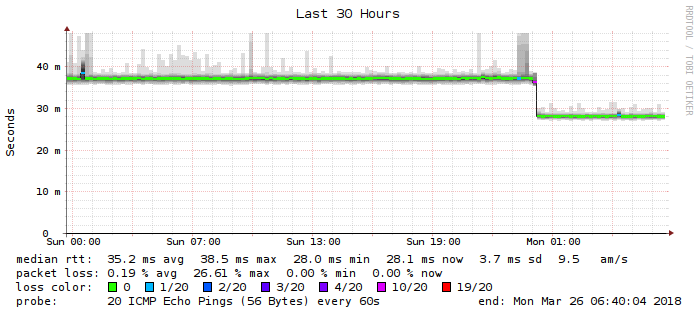 Last 30 Hours
RRDTOOL / TOBI OETIKER
Seconds
40 m
30 m
20 m
10 m
0
Sun 00:00 Sun 07:00 Sun 13:00 Sun 19:00 Mon 01:00
median rtt: 35.2 ms avg 38.5 ms max 28.0 ms min 28.1 ms now 3.7 ms sd 9.5 am/s
packet loss: 0.19 % avg 26.61 % max 0.00 % min 0.00 % now
loss color: 0 1/20 2/20 3/20 4/20 10/20 19/20
probe: 20 ICMP Echo Pings (56 Bytes) every 60s end: Mon Mar 26 06:40:04 2018